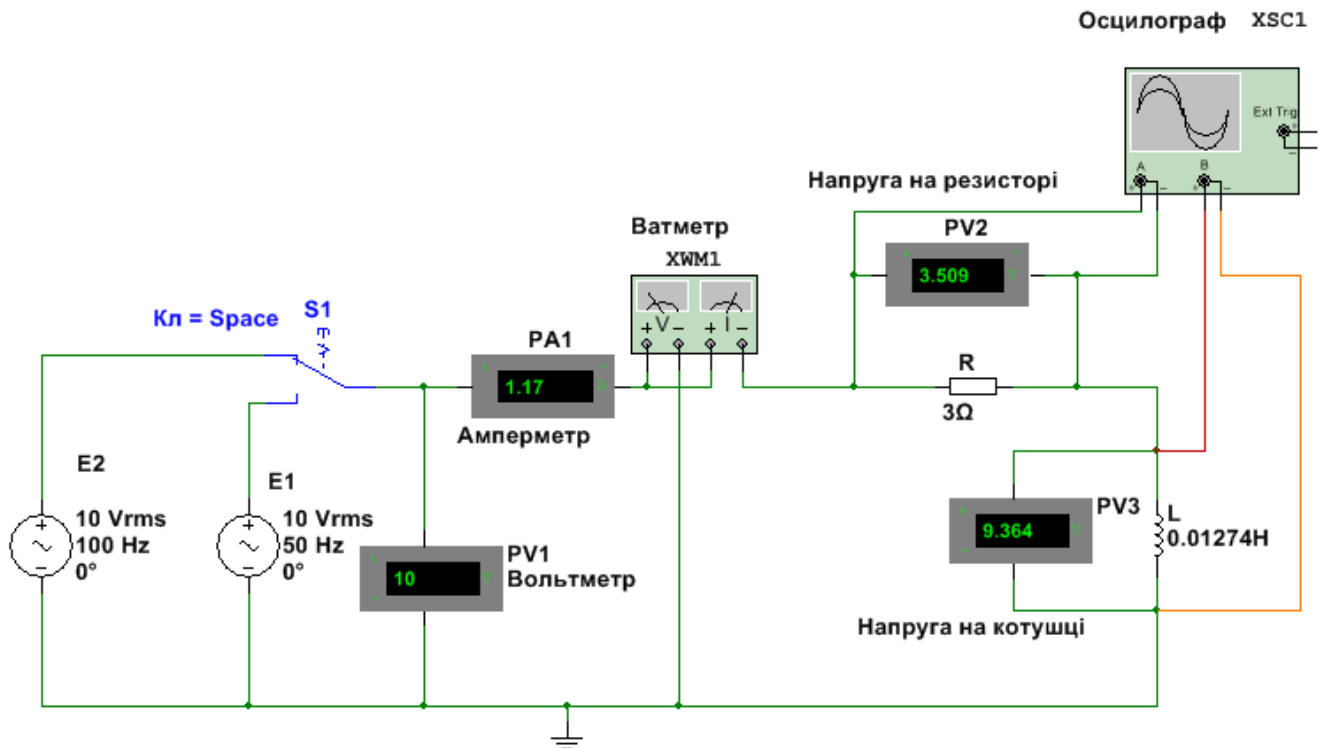 Осцилограф XSC1
Ext Trig
A
B
Напруга на резисторі
PV2
3.509
V
Ватметр
XWM1
V
I
S1
Кл = Space
PA1
1.17
A
Амперметр
R
3Ω
E2
10 Vrms
100 Hz
0°
E1
10 Vrms
50 Hz
0°
PV1
Вольтметр
10
V
PV3
9.364
V
L
0.01274H
Напруга на котушці